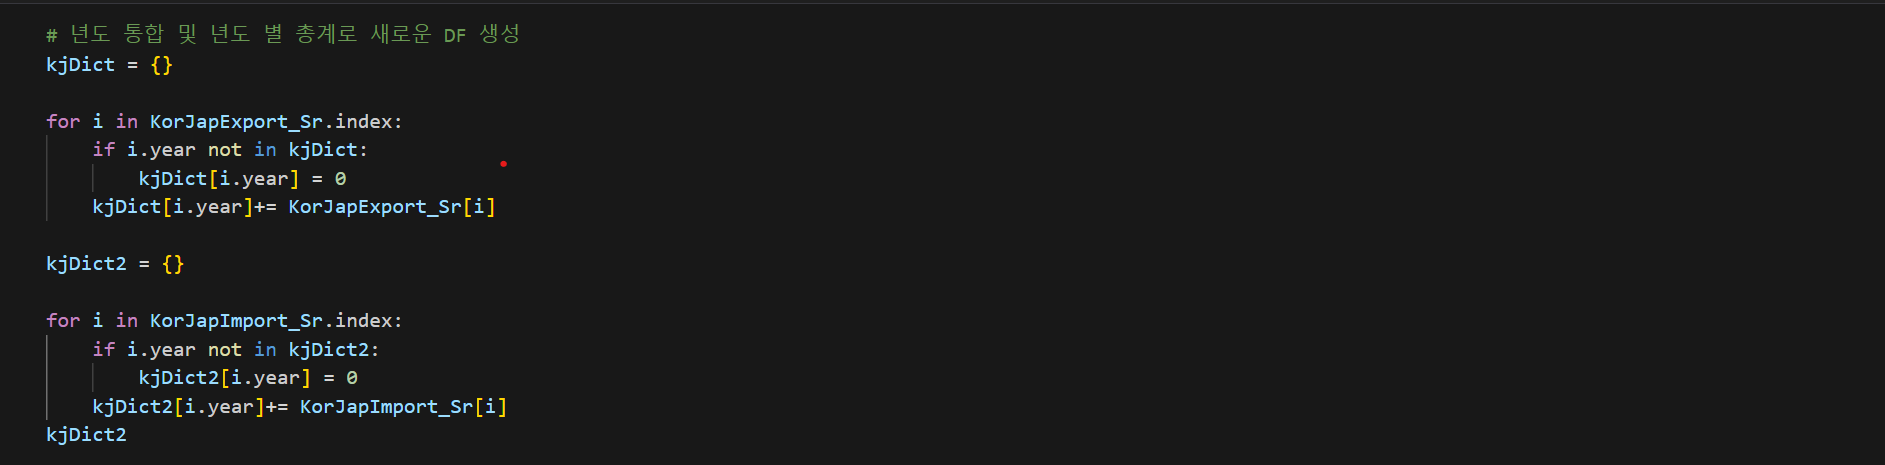 # 년도 통합 및 년도 별 총계로 새로운 DF 생성
kjDict = {}
for i in KorJapExport_Sr.index:
if i.year not in kjDict:
kjDict[i.year] = 0
kjDict[i.year]+= KorJapExport_Sr[i]
kjDict2 = {}
for i in KorJapImport_Sr.index:
if i.year not in kjDict2:
kjDict2[i.year] = 0
kjDict2[i.year]+= KorJapImport_Sr[i]
kjDict2